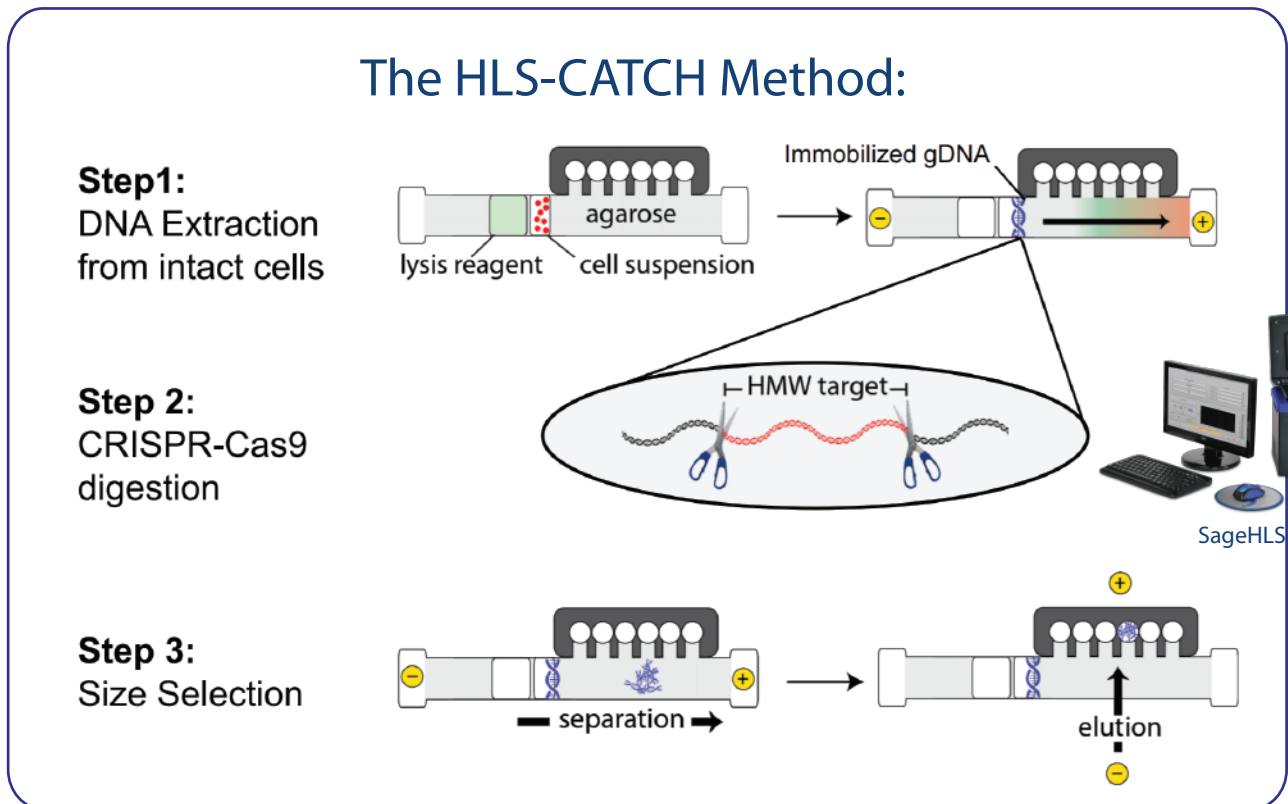 The HLS-CATCH Method:
Step1:
DNA Extraction
from intact cells
agarose
lysis reagent
cell suspension
Immobilized gDNA
−
+
Step 2:
CRISPR-Cas9
digestion
HMW target
SageHLS
Step 3:
Size Selection
−
+
separation
+
elution
−